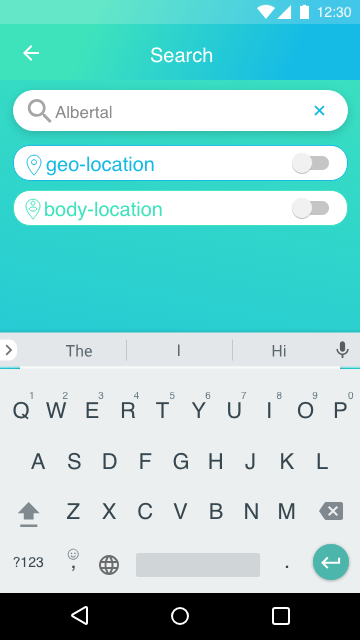 12:30
Search
Albertal
geo-location
body-location
The I Hi
1 2 3 4 5 6 7 8 9 0
Q W E R T Y U I O P
A S D F G H J K L
Z X C V B N M
?123 , .